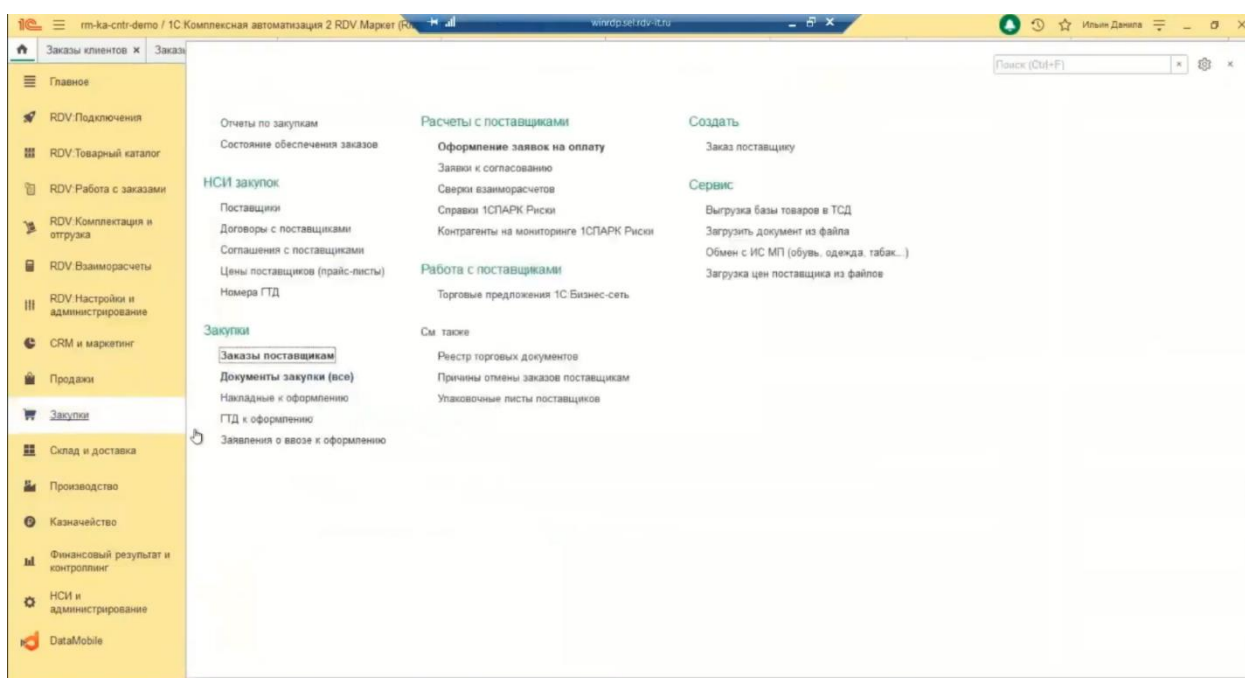 1С
rm-ka-cntr-demo / 1С:Комплексная автоматизация 2 RDV Маркет
winrdp.sel.rdv-it.ru
Ильин Данила
Заказы клиентов ×
Поиск (Ctrl+F)
Главное
RDV:Подключения
RDV:Товарный каталог
RDV:Работа с заказами
RDV:Комплектация и
отгрузка
RDV:Взаиморасчеты
RDV:Настройки и
администрирование
CRM и маркетинг
Продажи
Закупки
Склад и доставка
Производство
Казначейство
Финансовый результат и
контроллинг
НСИ и
администрирование
DataMobile
Отчеты по закупкам
Состояние обеспечения заказов
НСИ закупок
Поставщики
Договоры с поставщиками
Соглашения с поставщиками
Цены поставщиков (прайс-листы)
Номера ГТД
Закупки
Заказы поставщикам
Документы закупки (все)
Накладные к оформлению
ГТД к оформлению
Заявления о ввозе к оформлению
Расчеты с поставщиками
Оформление заявок на оплату
Заявки к согласованию
Сверки взаиморасчетов
Справки 1СПАРК Риски
Контрагенты на мониторинге 1СПАРК Риски
Работа с поставщиками
Торговые предложения 1С:Бизнес-сеть
См. также
Реестр торговых документов
Причины отмены заказов поставщикам
Упаковочные листы поставщиков
Создать
Заказ поставщику
Сервис
Выгрузка базы товаров в ТСД
Загрузить документ из файла
Обмен с ИС МП (обувь, одежда, табак...)
Загрузка цен поставщика из файлов